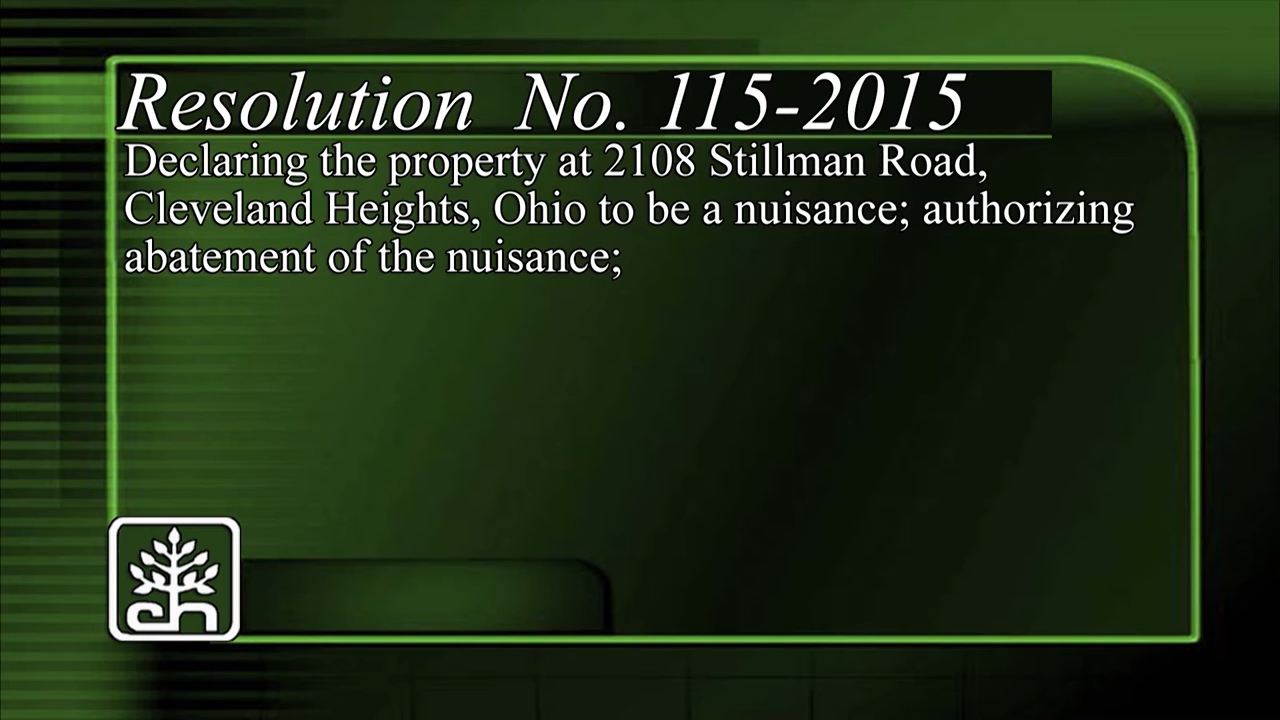 Resolution No. 115-2015
Declaring the property at 2108 Stillman Road,
Cleveland Heights, Ohio to be a nuisance; authorizing
abatement of the nuisance;
ch